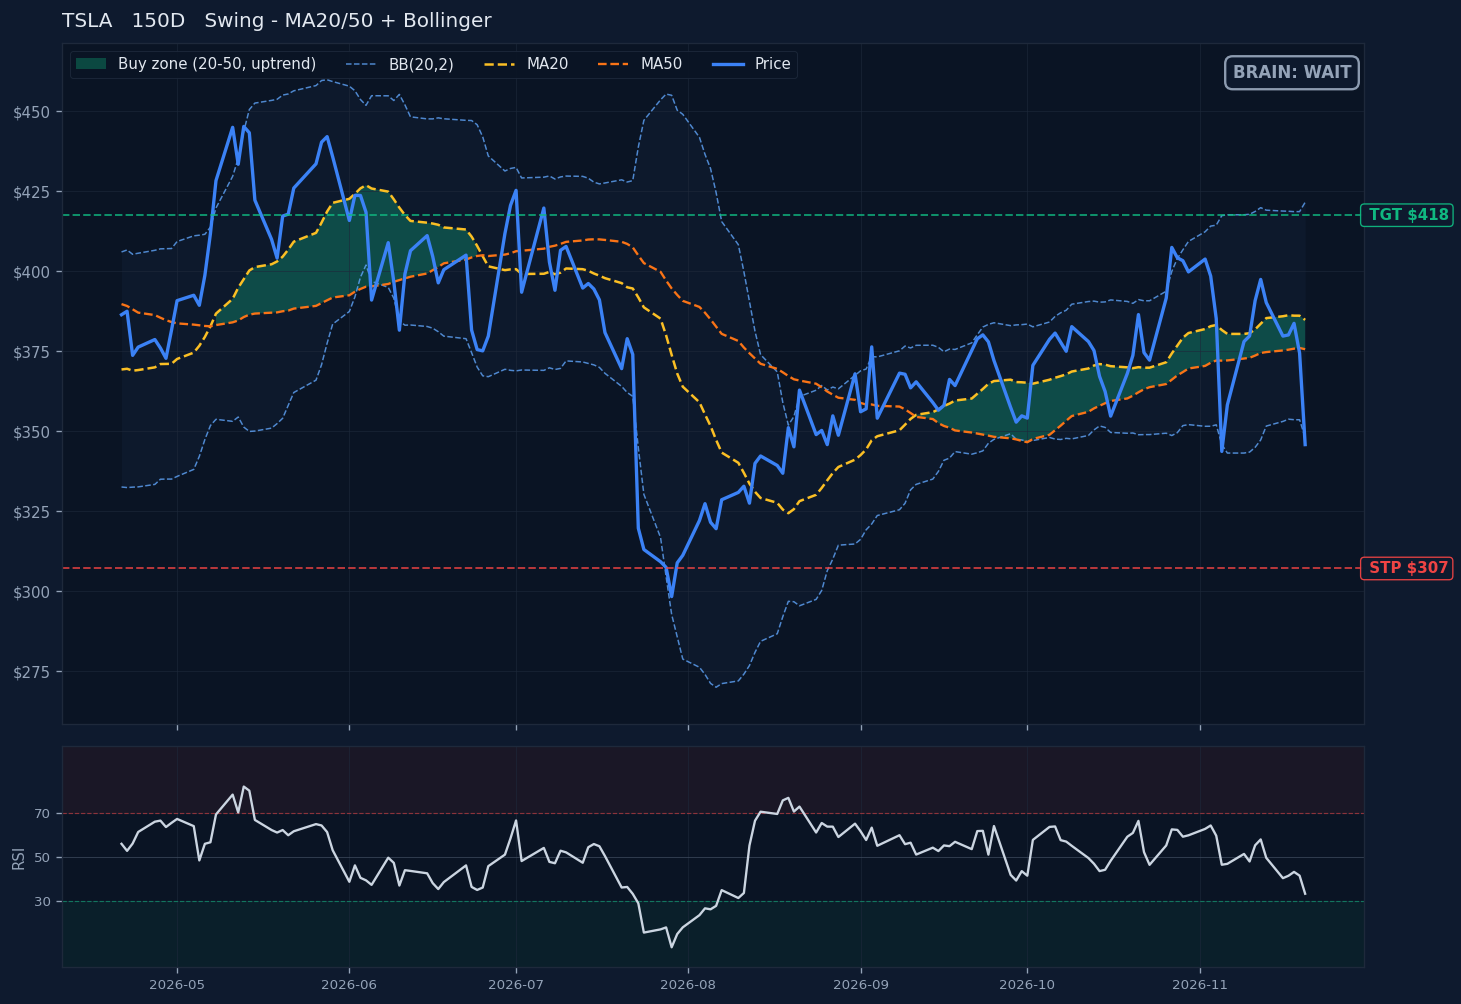 TSLA   150D   Swing - MA20/50 + Bollinger
Buy zone (20-50, uptrend)   BB(20,2)   MA20   MA50   Price
BRAIN: WAIT
$450
$425
TGT $418
$400
$375
$350
$325
STP $307
$300
$275
RSI
70
50
30
2026-05   2026-06   2026-07   2026-08   2026-09   2026-10   2026-11